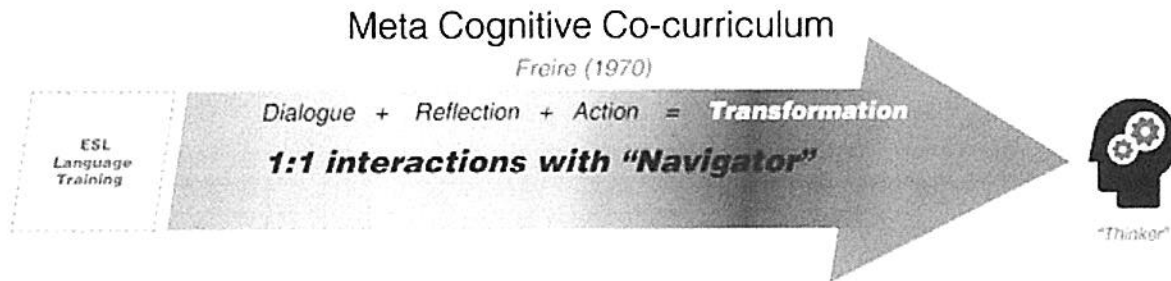 Meta Cognitive Co-curriculum
Freire (1970)
Dialogue + Reflection + Action = Transformation
1:1 interactions with “Navigator”
ESL
Language
Training
“Thinker”